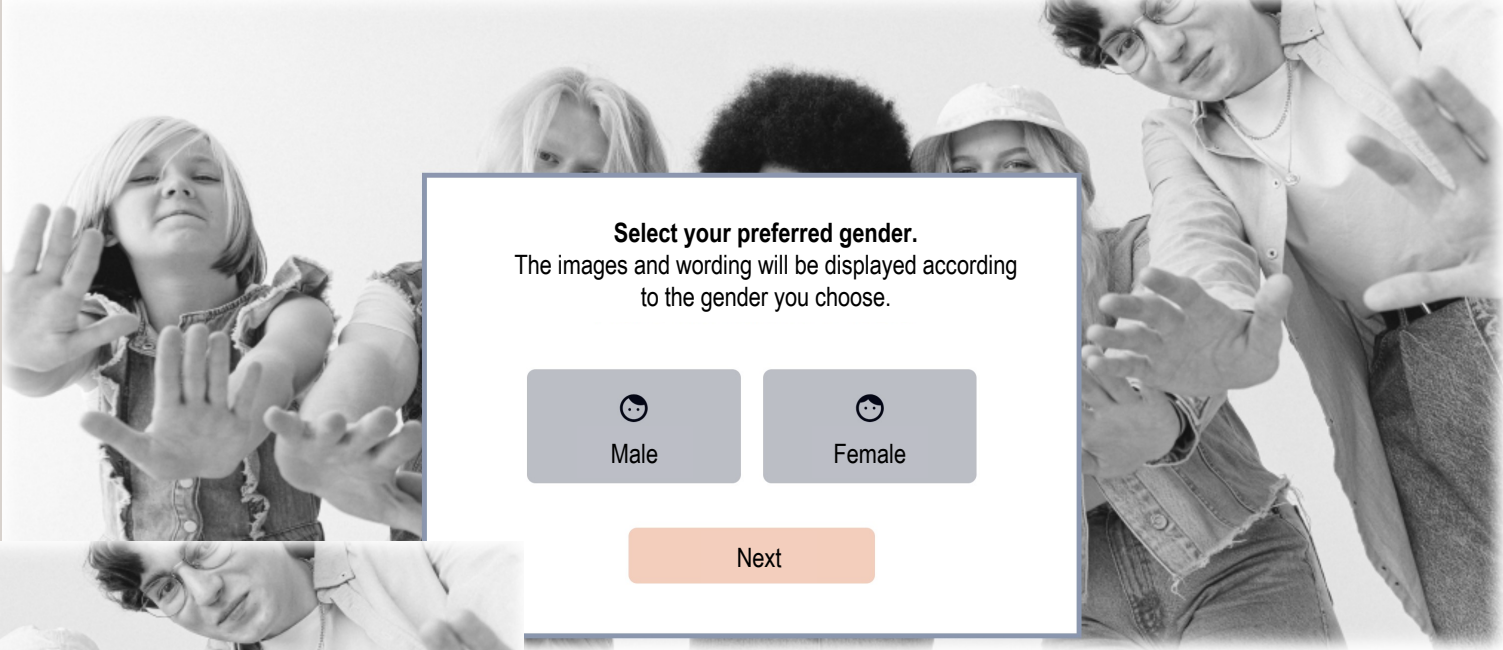 Select your preferred gender.
The images and wording will be displayed according
to the gender you choose.
Male
Female
Next